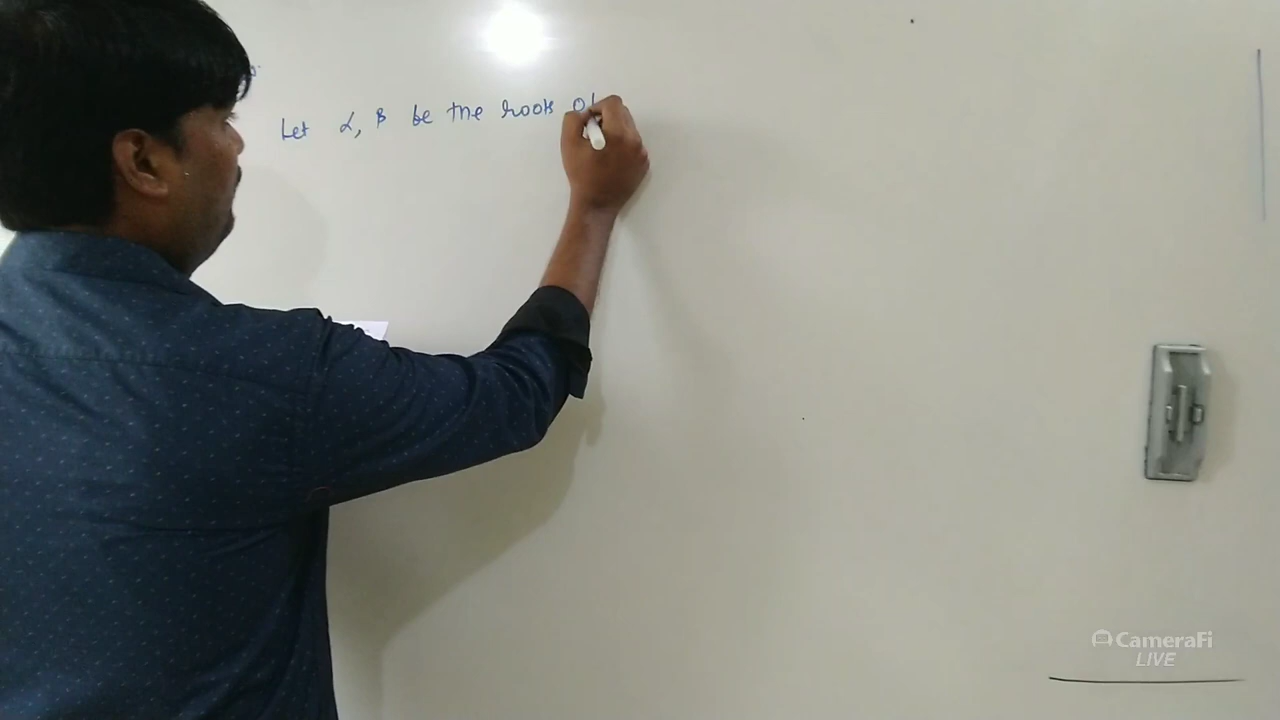 Let α, β be the roots of
CameraFi
LIVE